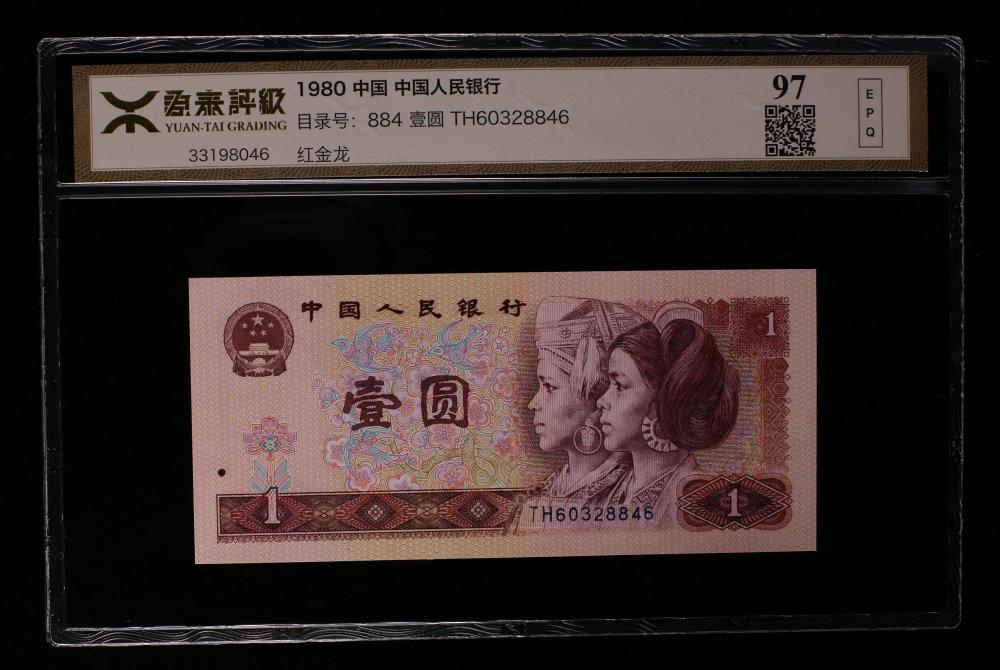 源泰評級
YUAN-TAI GRADING
33198046
1980 中国 中国人民银行
目录号: 884 壹圆 TH60328846
红金龙
97
EPQ
中国人民银行
1
壹圆
1
TH60328846
1